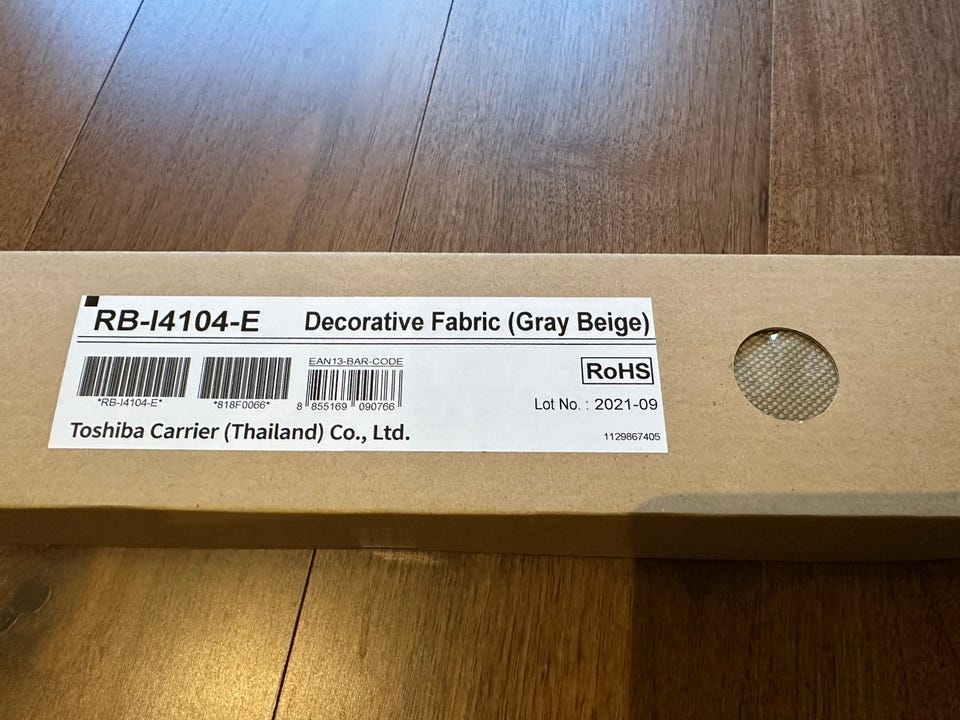 RB-I4104-E Decorative Fabric (Gray Beige)
EAN13-BAR-CODE
RoHS
*RB-I4104-E* *818F0066* 8 855169 090766
Lot No. : 2021-09
Toshiba Carrier (Thailand) Co., Ltd.
1129867405